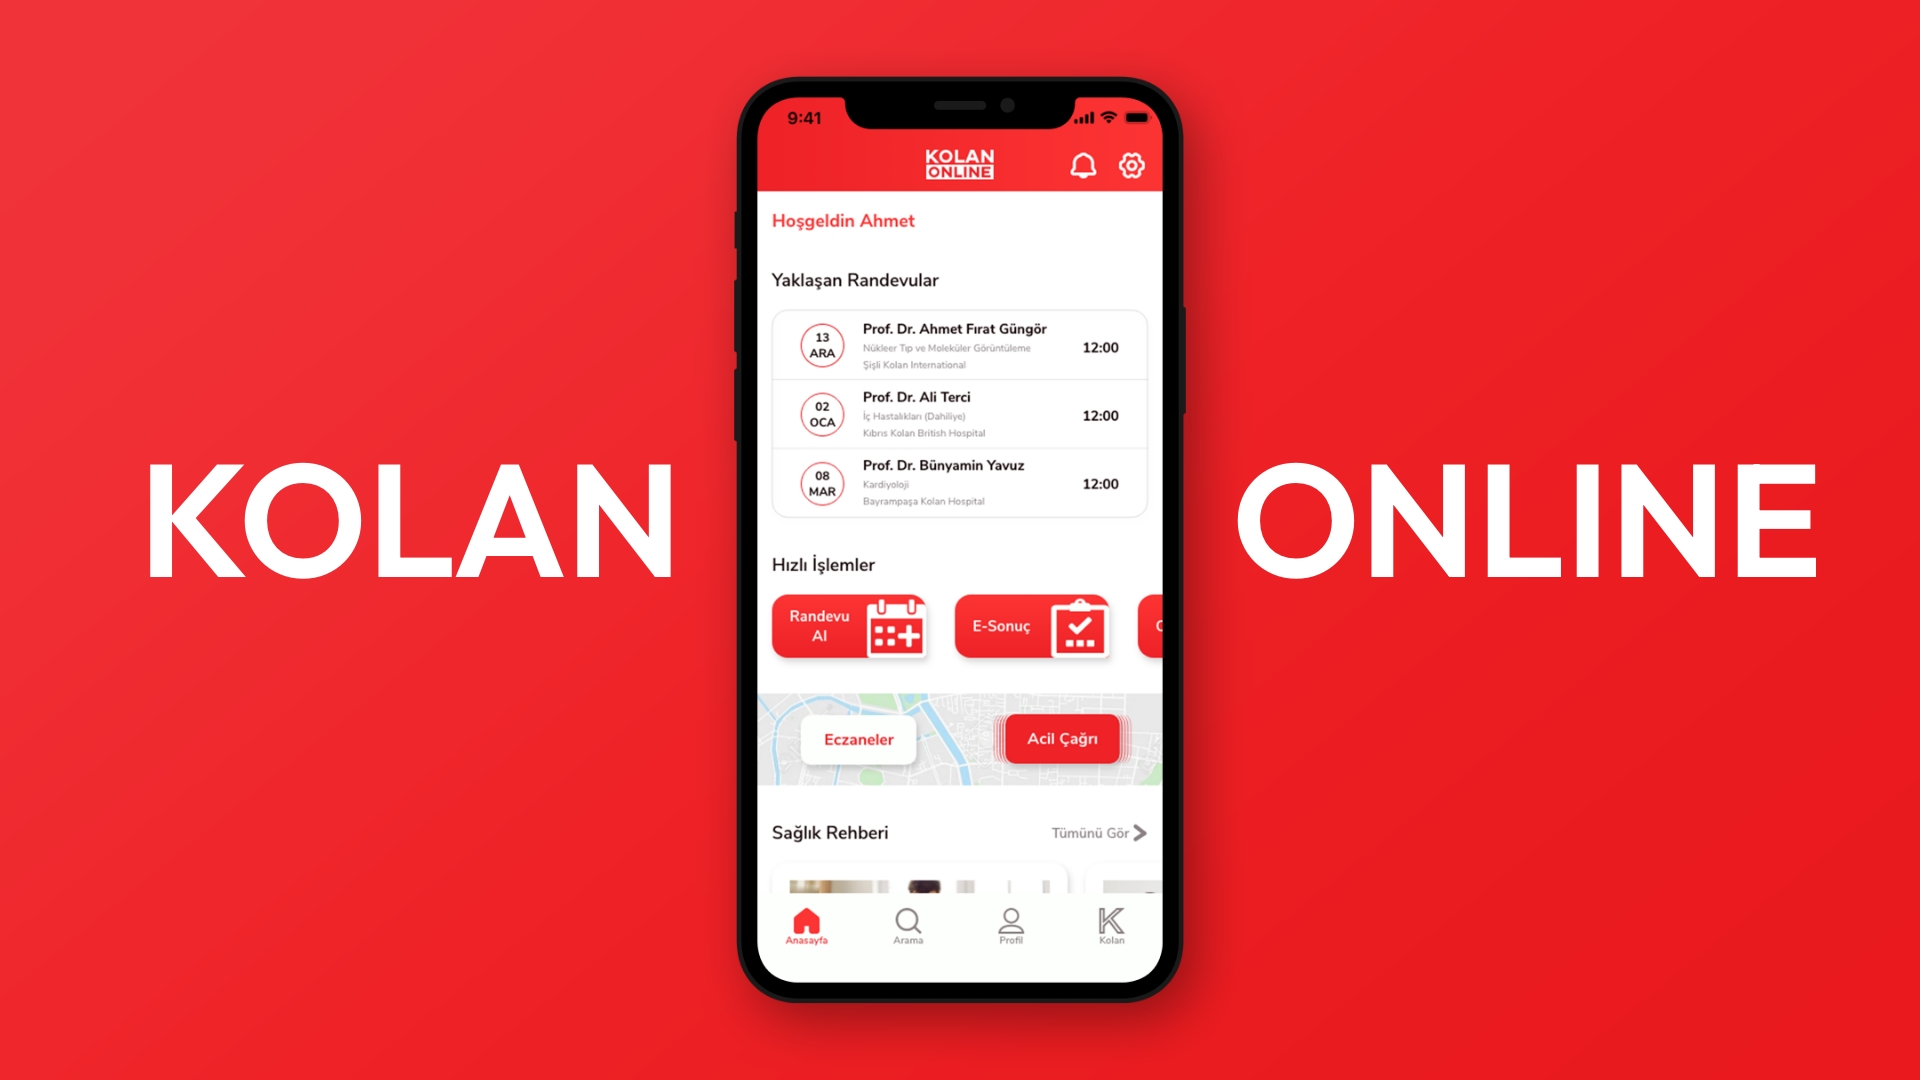 KOLAN
ONLINE
9:41
KOLAN
ONLINE
Hoşgeldin Ahmet
Yaklaşan Randevular
13
ARA
Prof. Dr. Ahmet Fırat Güngör
Nükleer Tıp ve Moleküler Görüntüleme
Şişli Kolan International
12:00
02
OCA
Prof. Dr. Ali Terci
İç Hastalıkları (Dahiliye)
Kıbrıs Kolan British Hospital
12:00
08
MAR
Prof. Dr. Bünyamin Yavuz
Kardiyoloji
Bayrampaşa Kolan Hospital
12:00
Hızlı İşlemler
Randevu
Al
E-Sonuç
Eczaneler
Acil Çağrı
Sağlık Rehberi
Tümünü Gör
Anasayfa
Arama
Profil
Kolan